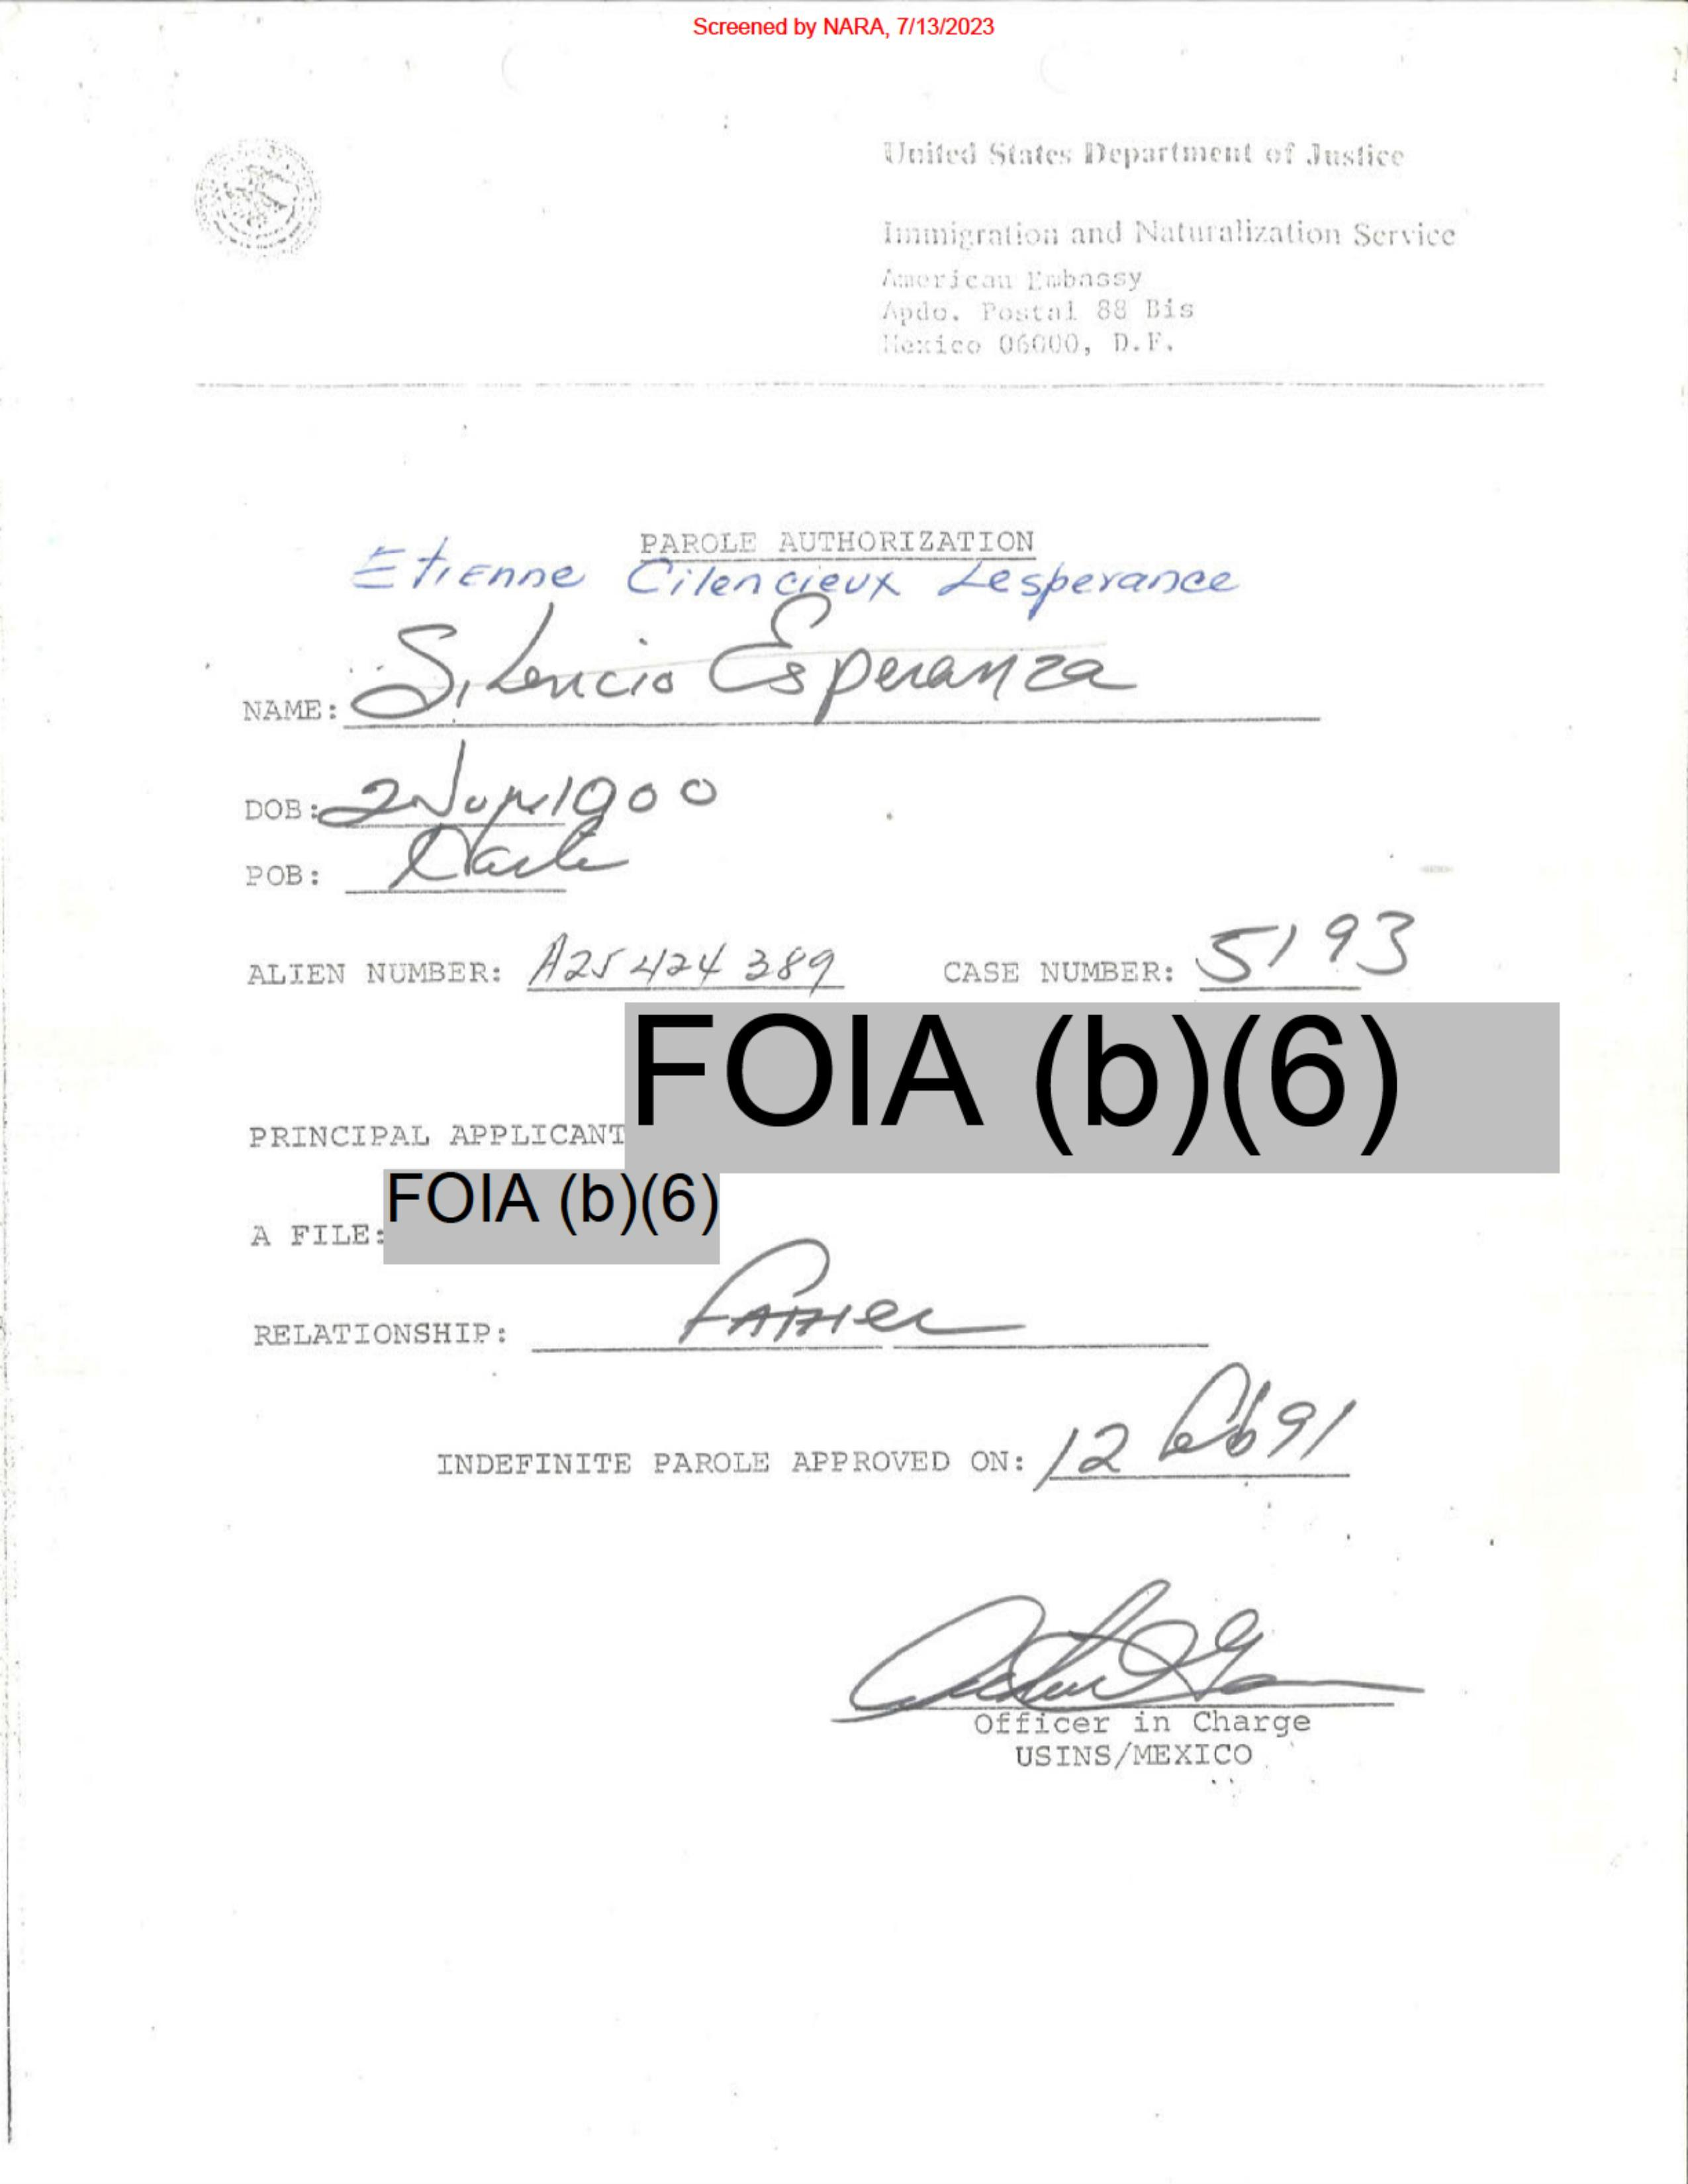 Screened by NARA, 7/13/2023
United States Department of Justice
Immigration and Naturalization Service
American Embassy
Apdo. Postal 88 Bis
Mexico 06000, D.F.
PAROLE AUTHORIZATION
Etienne Cilencieux Lesperance
NAME: Silencio Esperanza
DOB: 2 Jun 1900
POB:
ALIEN NUMBER: A25 424 389 CASE NUMBER: 5193
FOIA (b)(6)
PRINCIPAL APPLICANT
FOIA (b)(6)
A FILE:
RELATIONSHIP: FATHER
INDEFINITE PAROLE APPROVED ON: 12 Feb 91
Officer in Charge
USINS/MEXICO